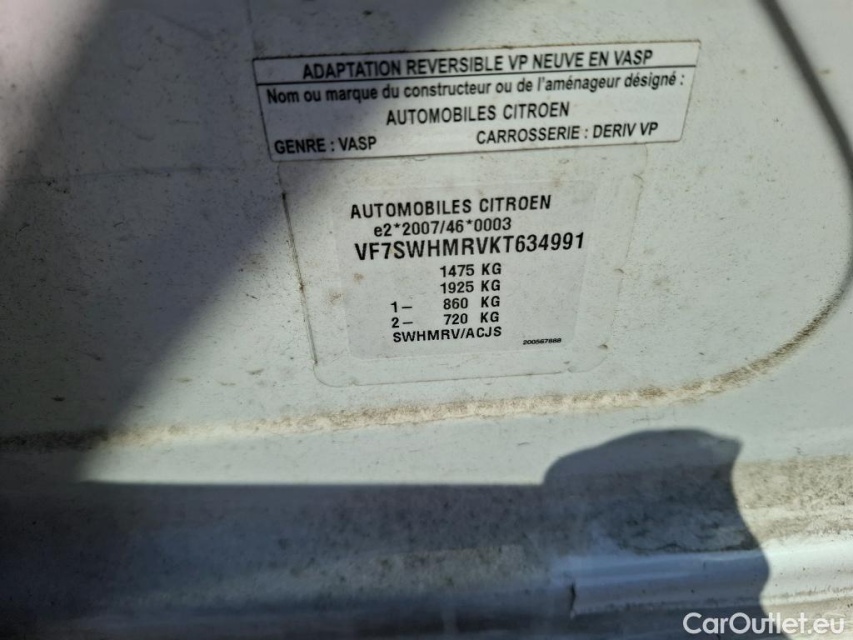 ADAPTATION REVERSIBLE VP NEUVE EN VASP
Nom ou marque du constructeur ou de l'aménageur désigné :
AUTOMOBILES CITROEN
GENRE : VASP CARROSSERIE : DERIV VP
AUTOMOBILES CITROEN
e2*2007/46*0003
VF7SWHMRVKT634991
1475 KG
1925 KG
1– 860 KG
2– 720 KG
SWHMRV/ACJS
200567868
CarOutlet.eu